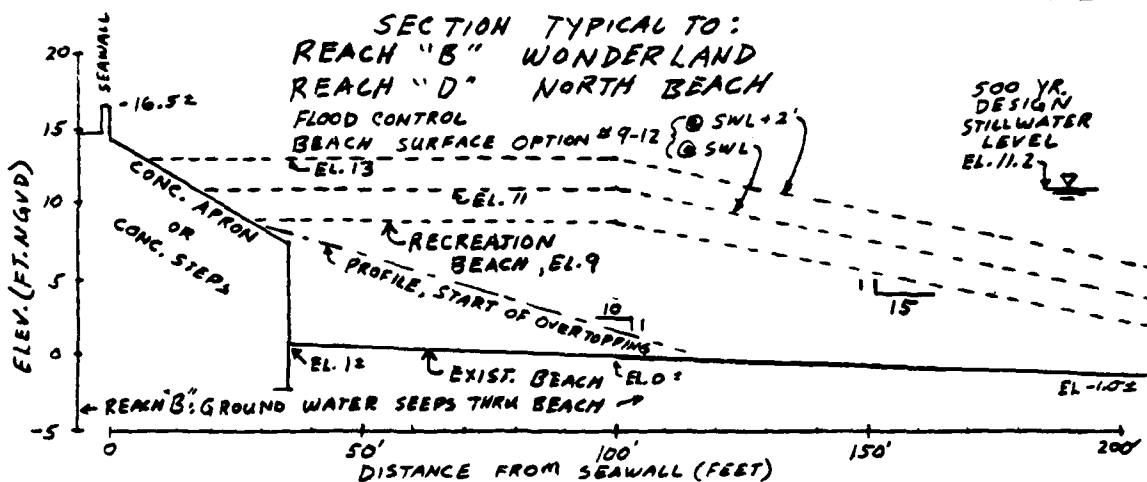 SECTION TYPICAL TO:
REACH "B" WONDERLAND
REACH "D" NORTH BEACH
FLOOD CONTROL
BEACH SURFACE OPTION #9-12
@ SWL + 2'
@ SWL
500 YR.
DESIGN
STILLWATER
LEVEL
EL. 11.2
SEAWALL
-16.5±
EL. 13
EL. 11
RECREATION
BEACH, EL. 9
CONC. APRON
OR
CONC. STEPS
PROFILE, START OF OVERTOPPING
10
1
1
15
EL. 1±
EXIST. BEACH
EL 0±
EL -1.0±
REACH "B": GROUND WATER SEEPS THRU BEACH
ELEV. (FT. NGVD)
20
15
10
5
0
-5
0
50'
100'
150'
200'
DISTANCE FROM SEAWALL (FEET)